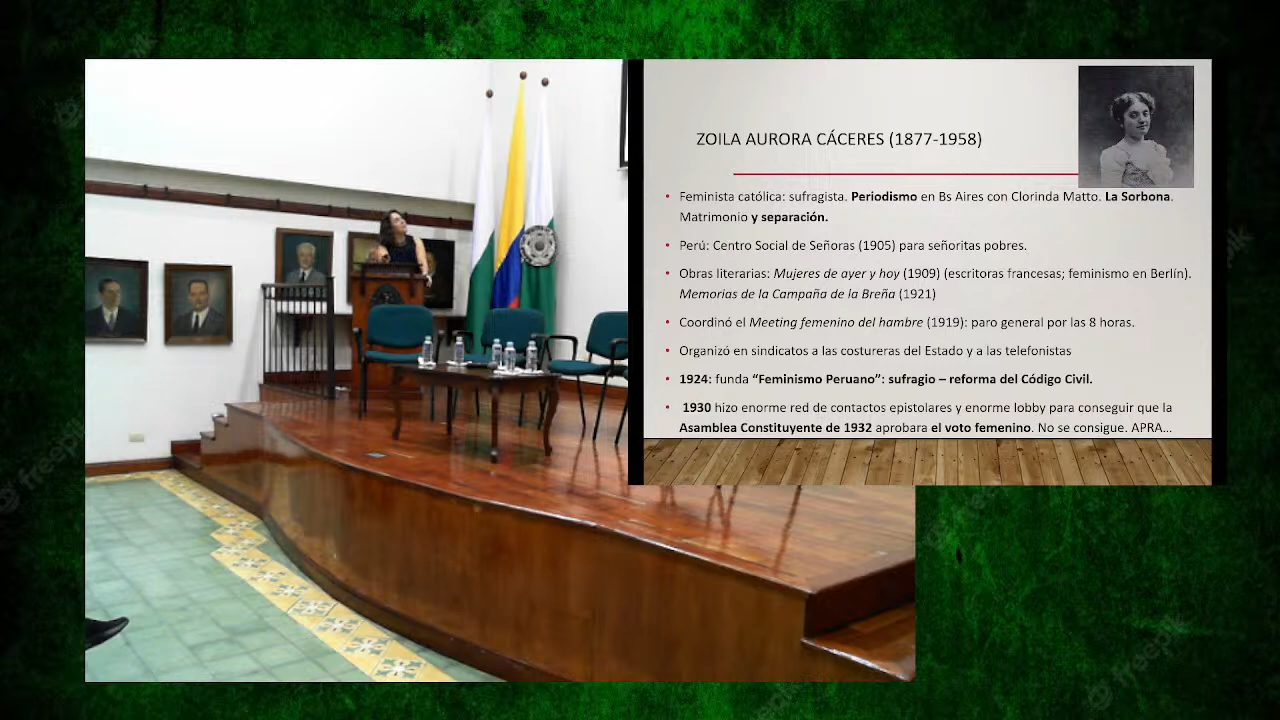 ZOILA AURORA CÁCERES (1877-1958)
• Feminista católica: sufragista. Periodismo en Bs Aires con Clorinda Matto. La Sorbona.
Matrimonio y separación.
• Perú: Centro Social de Señoras (1905) para señoritas pobres.
• Obras literarias: Mujeres de ayer y hoy (1909) (escritoras francesas; feminismo en Berlín).
Memorias de la Campaña de la Breña (1921)
• Coordinó el Meeting femenino del hambre (1919): paro general por las 8 horas.
• Organizó en sindicatos a las costureras del Estado y a las telefonistas
• 1924: funda “Feminismo Peruano”: sufragio – reforma del Código Civil.
• 1930 hizo enorme red de contactos epistolares y enorme lobby para conseguir que la
Asamblea Constituyente de 1932 aprobara el voto femenino. No se consigue. APRA...
freepik
freepik
freepik